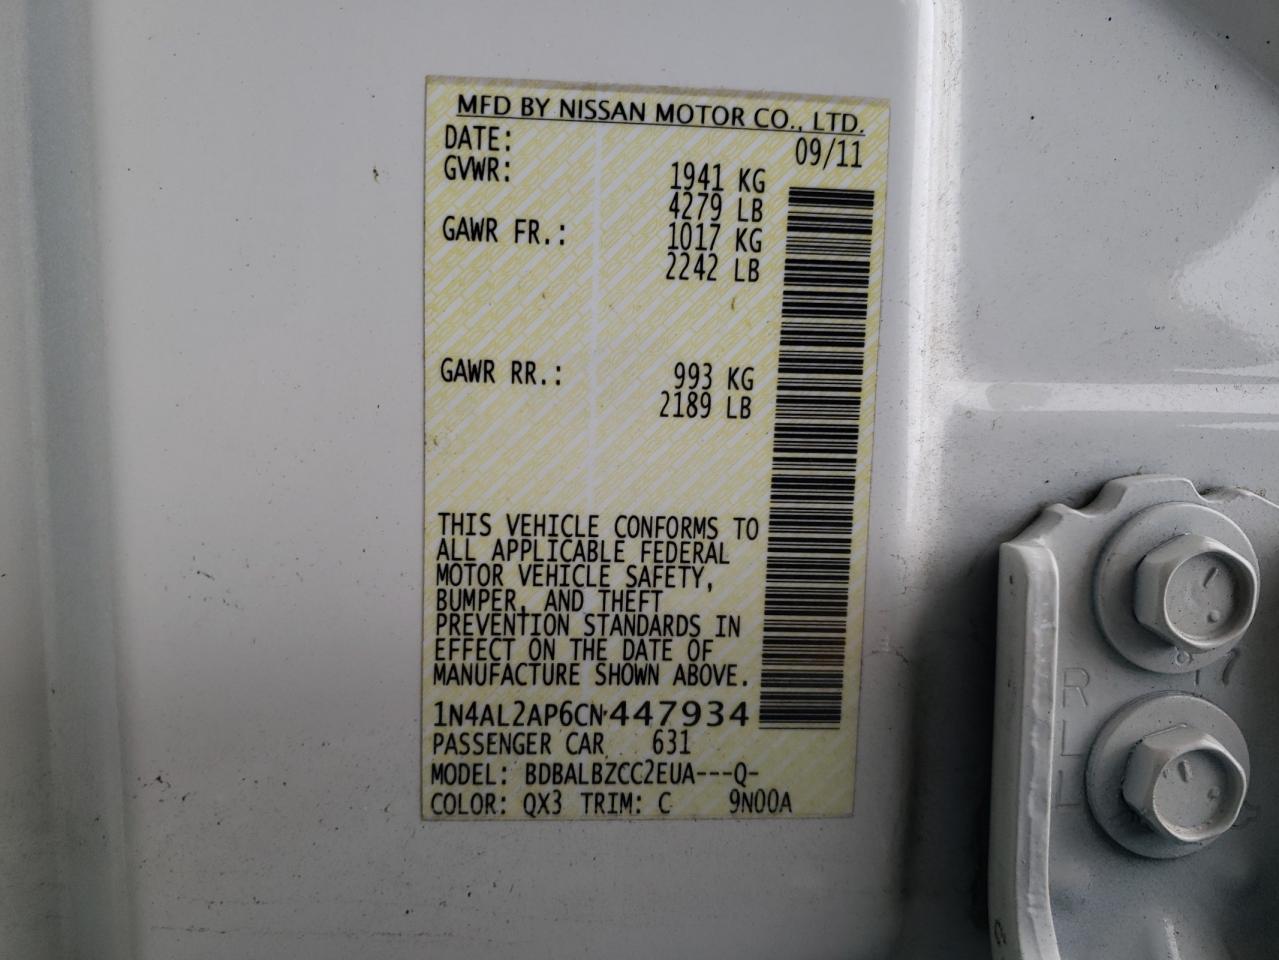 MFD BY NISSAN MOTOR CO., LTD.
DATE: 09/11
GVWR: 1941 KG
4279 LB
GAWR FR.: 1017 KG
2242 LB
GAWR RR.: 993 KG
2189 LB
THIS VEHICLE CONFORMS TO
ALL APPLICABLE FEDERAL
MOTOR VEHICLE SAFETY,
BUMPER, AND THEFT
PREVENTION STANDARDS IN
EFFECT ON THE DATE OF
MANUFACTURE SHOWN ABOVE.
1N4AL2AP6CN447934
PASSENGER CAR 631
MODEL: BDBALBZCC2EUA---Q-
COLOR: QX3 TRIM: C 9N00A